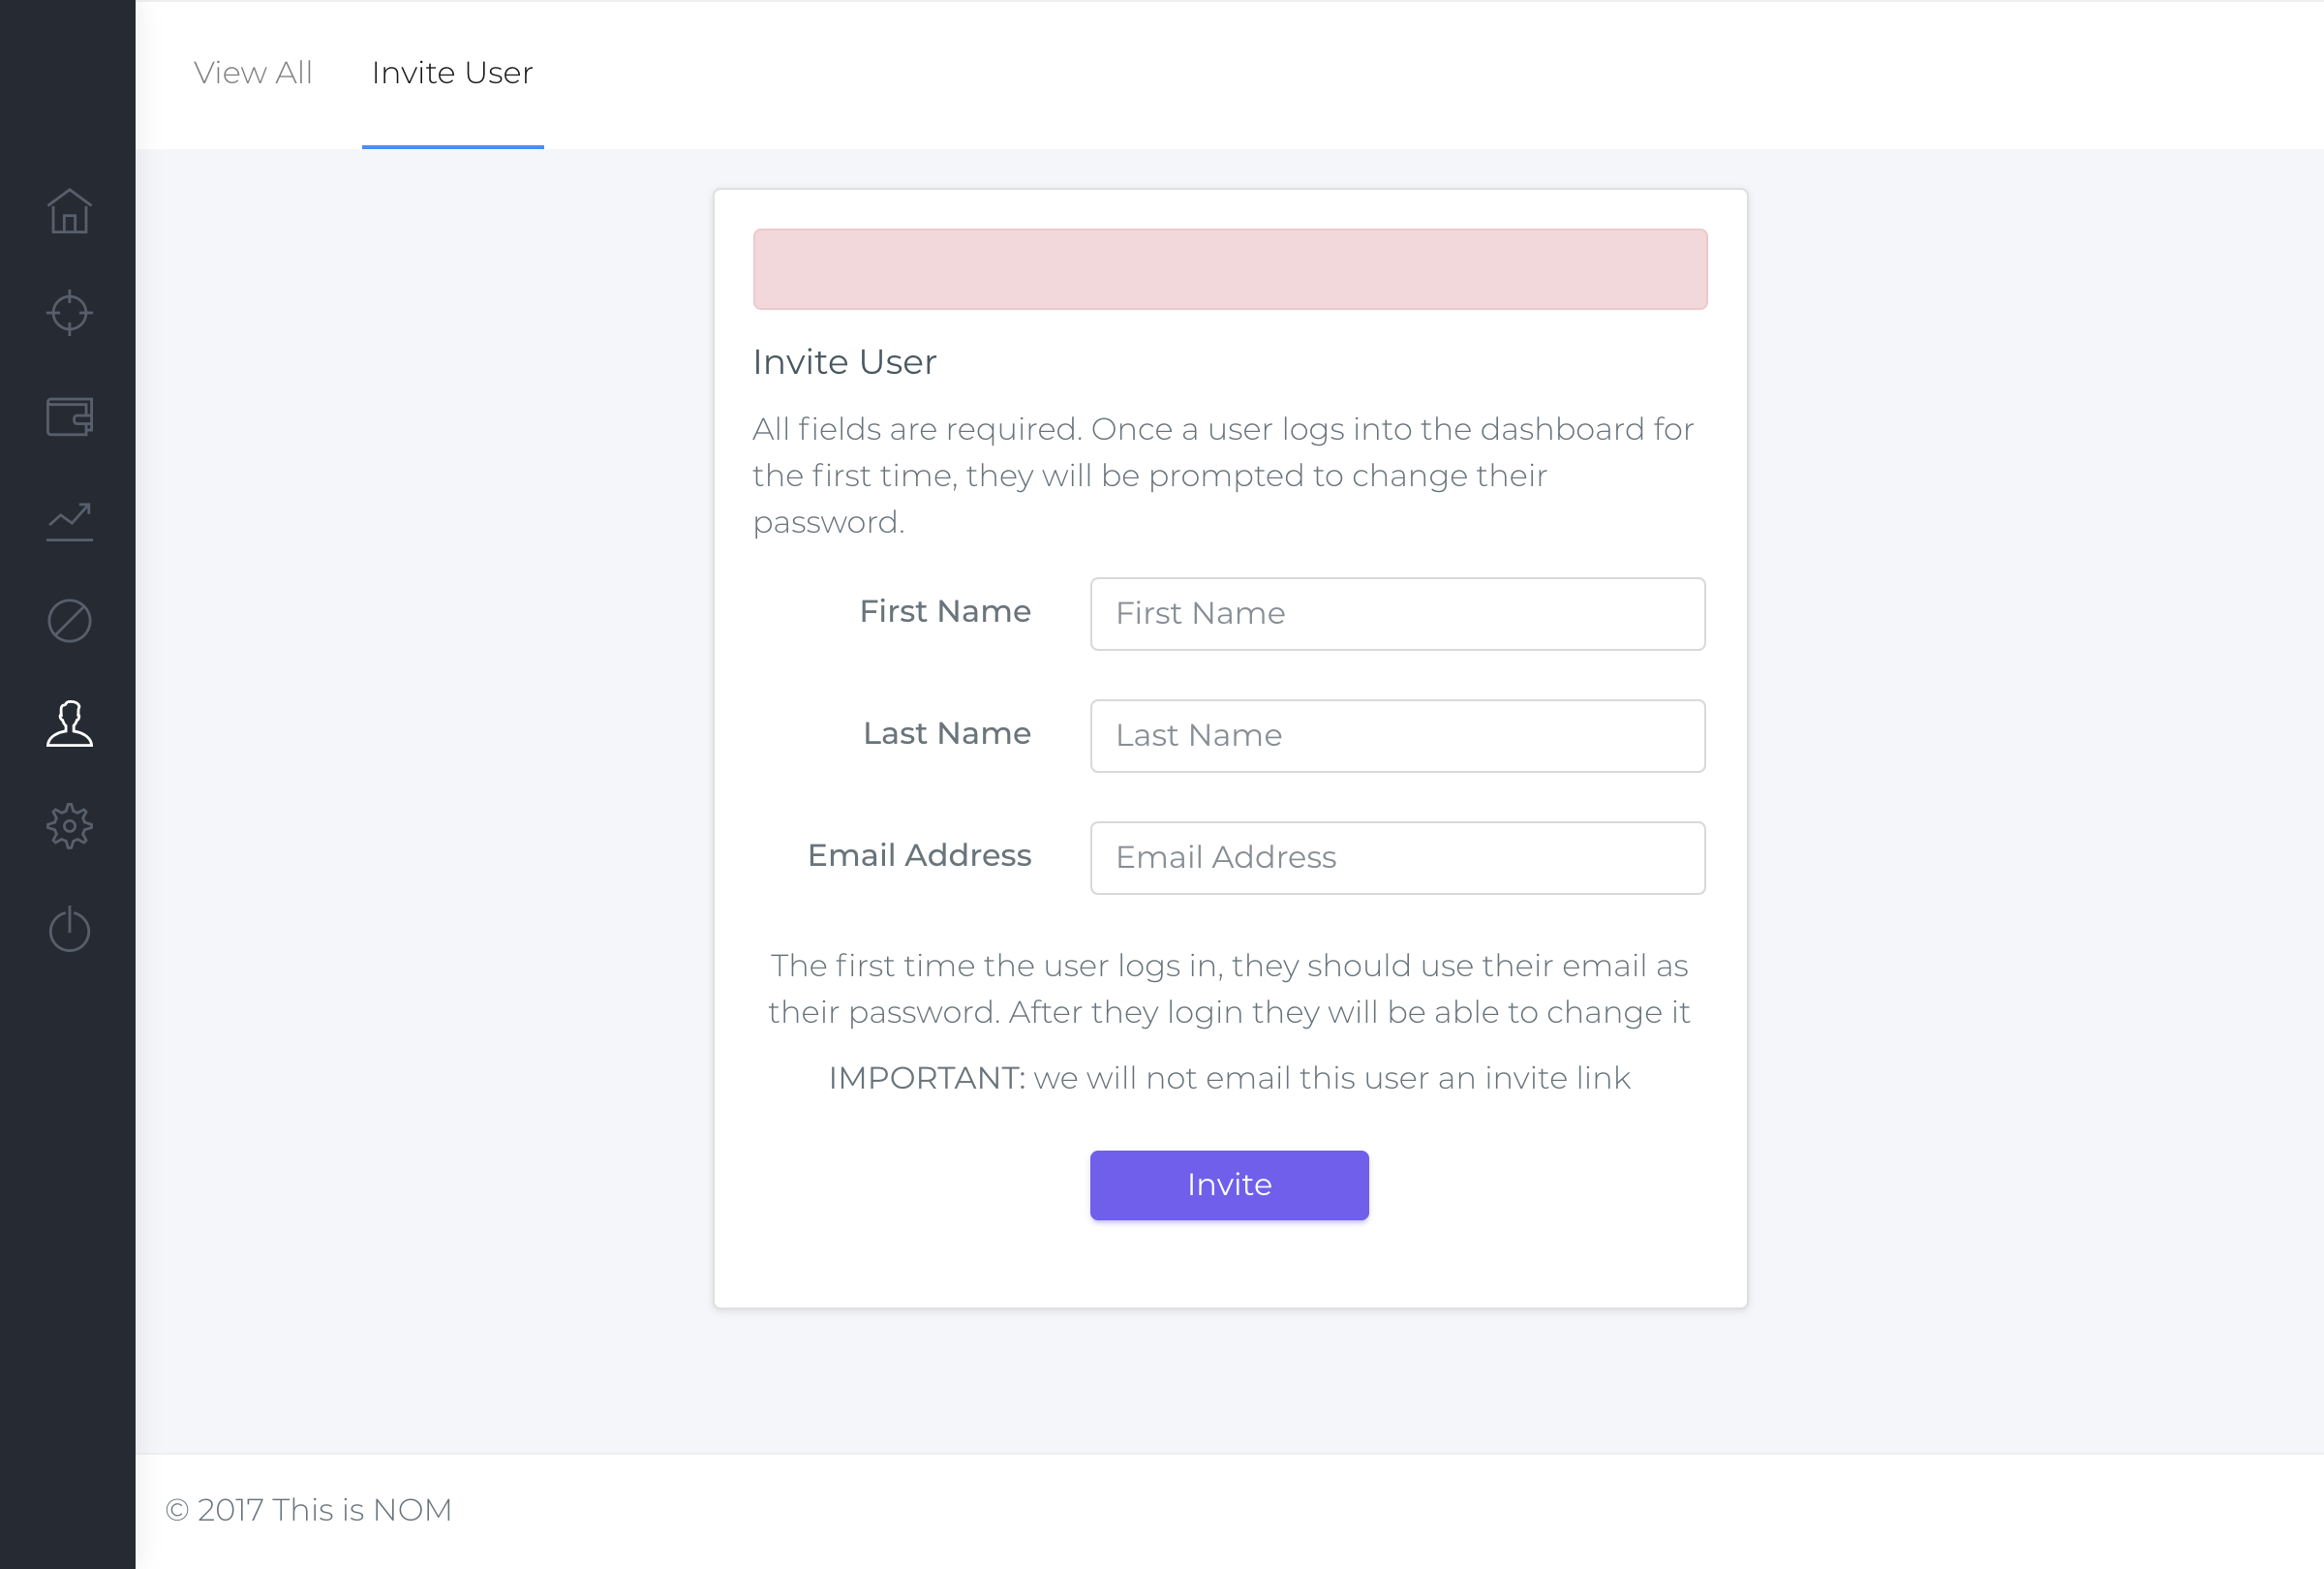 View All
Invite User
Invite User
All fields are required. Once a user logs into the dashboard for
the first time, they will be prompted to change their
password.
First Name
First Name
Last Name
Last Name
Email Address
Email Address
The first time the user logs in, they should use their email as
their password. After they login they will be able to change it
IMPORTANT: we will not email this user an invite link
Invite
© 2017 This is NOM